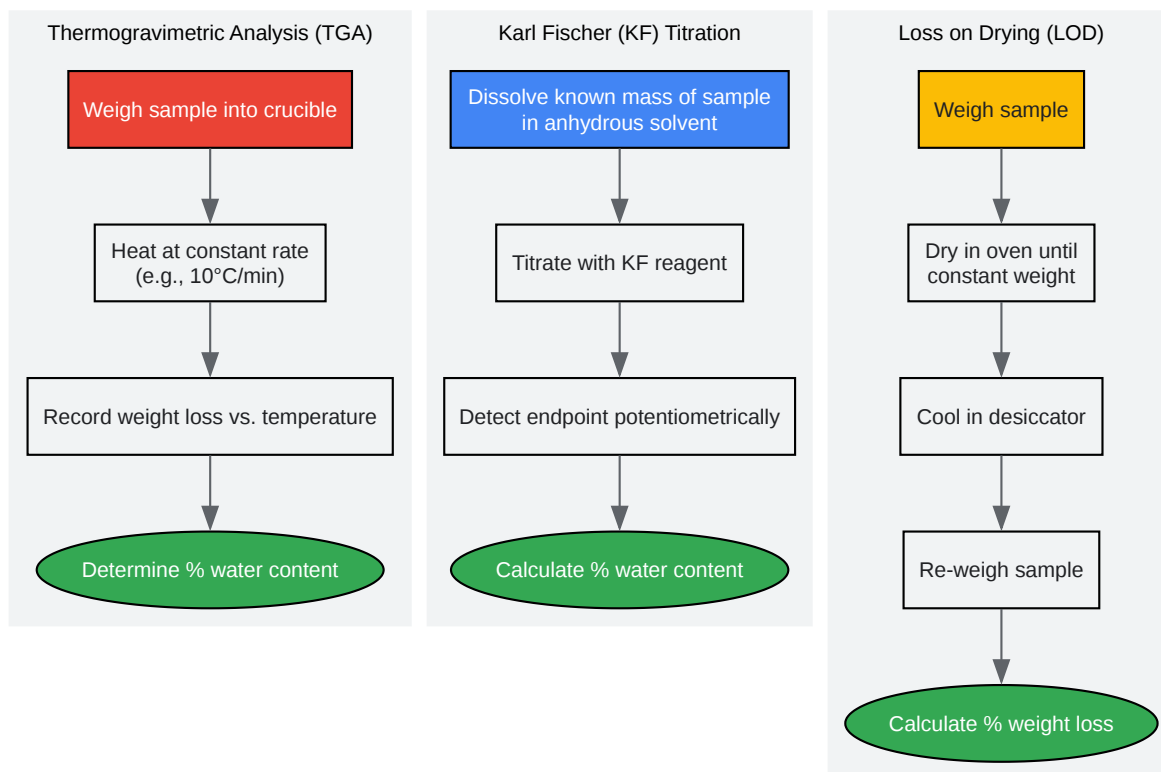 Thermogravimetric Analysis (TGA)
Weigh sample into crucible
Heat at constant rate
(e.g., 10°C/min)
Record weight loss vs. temperature
Determine % water content
Karl Fischer (KF) Titration
Dissolve known mass of sample
in anhydrous solvent
Titrate with KF reagent
Detect endpoint potentiometrically
Calculate % water content
Loss on Drying (LOD)
Weigh sample
Dry in oven until
constant weight
Cool in desiccator
Re-weigh sample
Calculate % weight loss